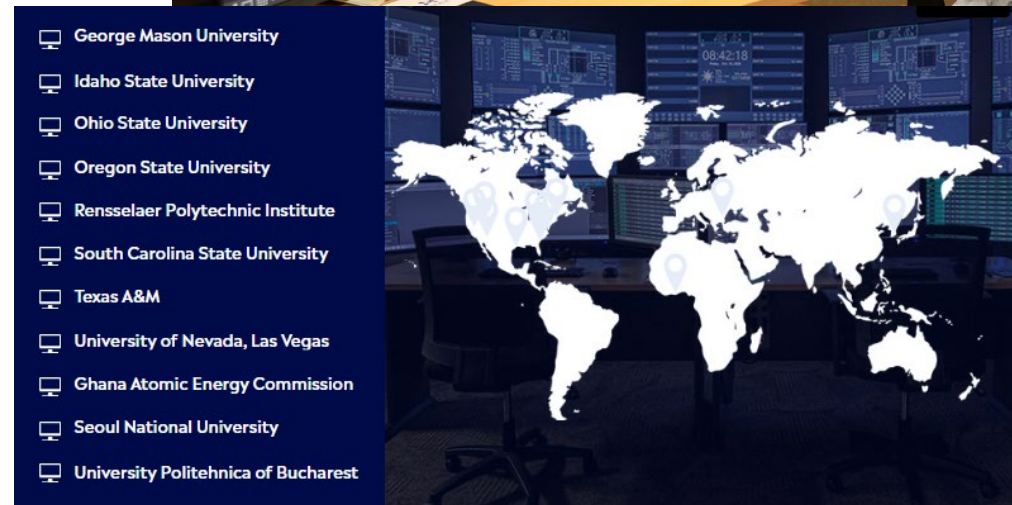 George Mason University
Idaho State University
Ohio State University
Oregon State University
Rensselaer Polytechnic Institute
South Carolina State University
Texas A&M
University of Nevada, Las Vegas
Ghana Atomic Energy Commission
Seoul National University
University Politehnica of Bucharest
08:42:18